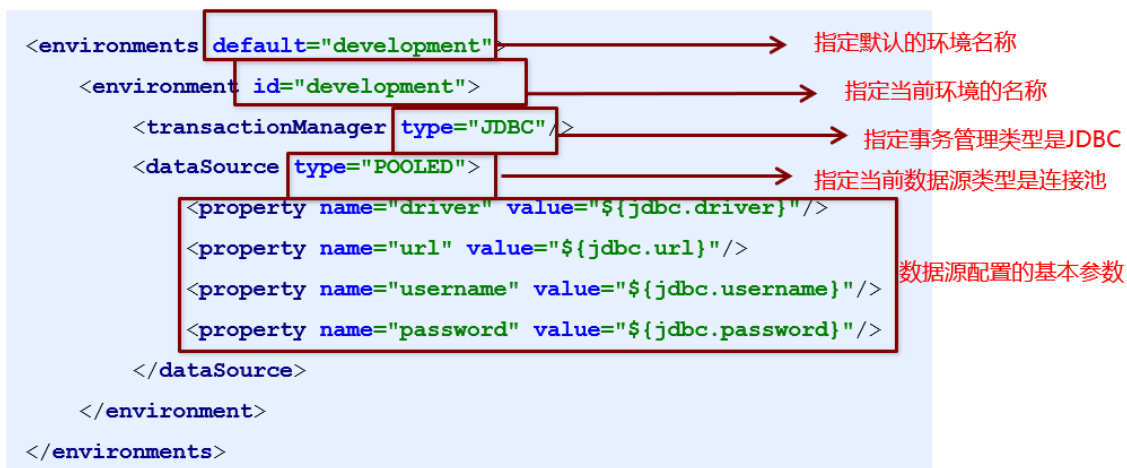 <environments default="development"> 指定默认的环境名称
<environment id="development"> 指定当前环境的名称
<transactionManager type="JDBC"/> 指定事务管理类型是JDBC
<dataSource type="POOLED"> 指定当前数据源类型是连接池
<property name="driver" value="${jdbc.driver}"/>
<property name="url" value="${jdbc.url}"/>
数据源配置的基本参数
<property name="username" value="${jdbc.username}"/>
<property name="password" value="${jdbc.password}"/>
</dataSource>
</environment>
</environments>